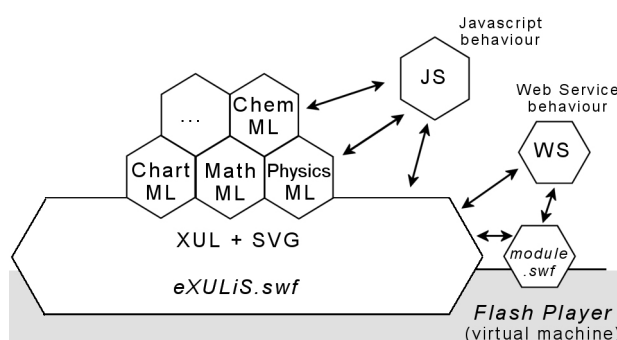 Javascript
behaviour
JS
Web Service
behaviour
WS
...
Chem
ML
Chart
ML
Math
ML
Physics
ML
XUL + SVG
eXULiS.swf
module
.swf
Flash Player
(virtual machine)